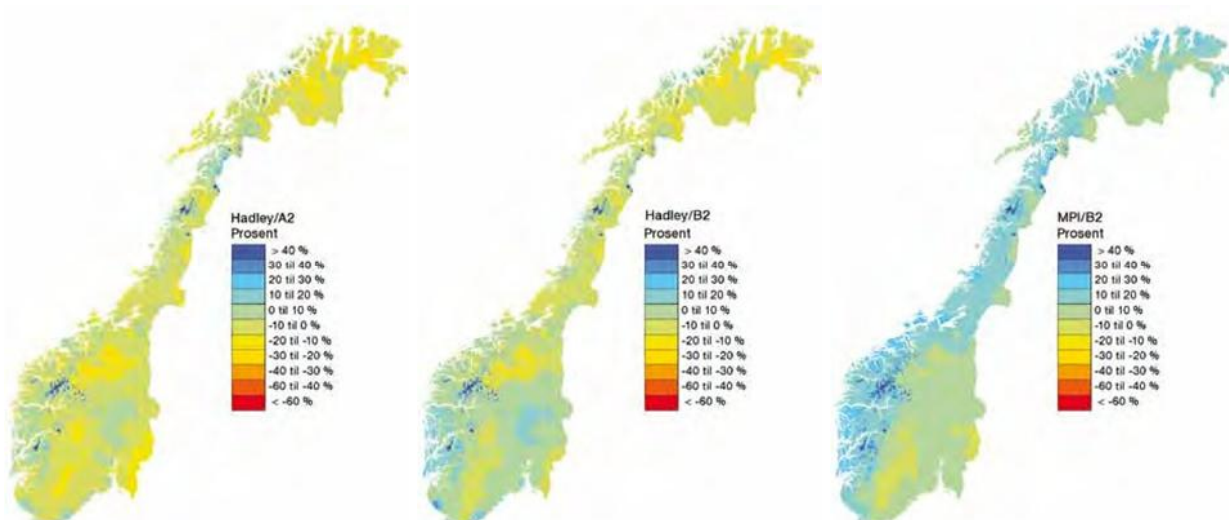 Hadley/A2
Prosent
> 40 %
30 til 40 %
20 til 30 %
10 til 20 %
0 til 10 %
-10 til 0 %
-20 til -10 %
-30 til -20 %
-40 til -30 %
-60 til -40 %
< -60 %
Hadley/B2
Prosent
> 40 %
30 til 40 %
20 til 30 %
10 til 20 %
0 til 10 %
-10 til 0 %
-20 til -10 %
-30 til -20 %
-40 til -30 %
-60 til -40 %
< -60 %
MPI/B2
Prosent
> 40 %
30 til 40 %
20 til 30 %
10 til 20 %
0 til 10 %
-10 til 0 %
-20 til -10 %
-30 til -20 %
-40 til -30 %
-60 til -40 %
< -60 %